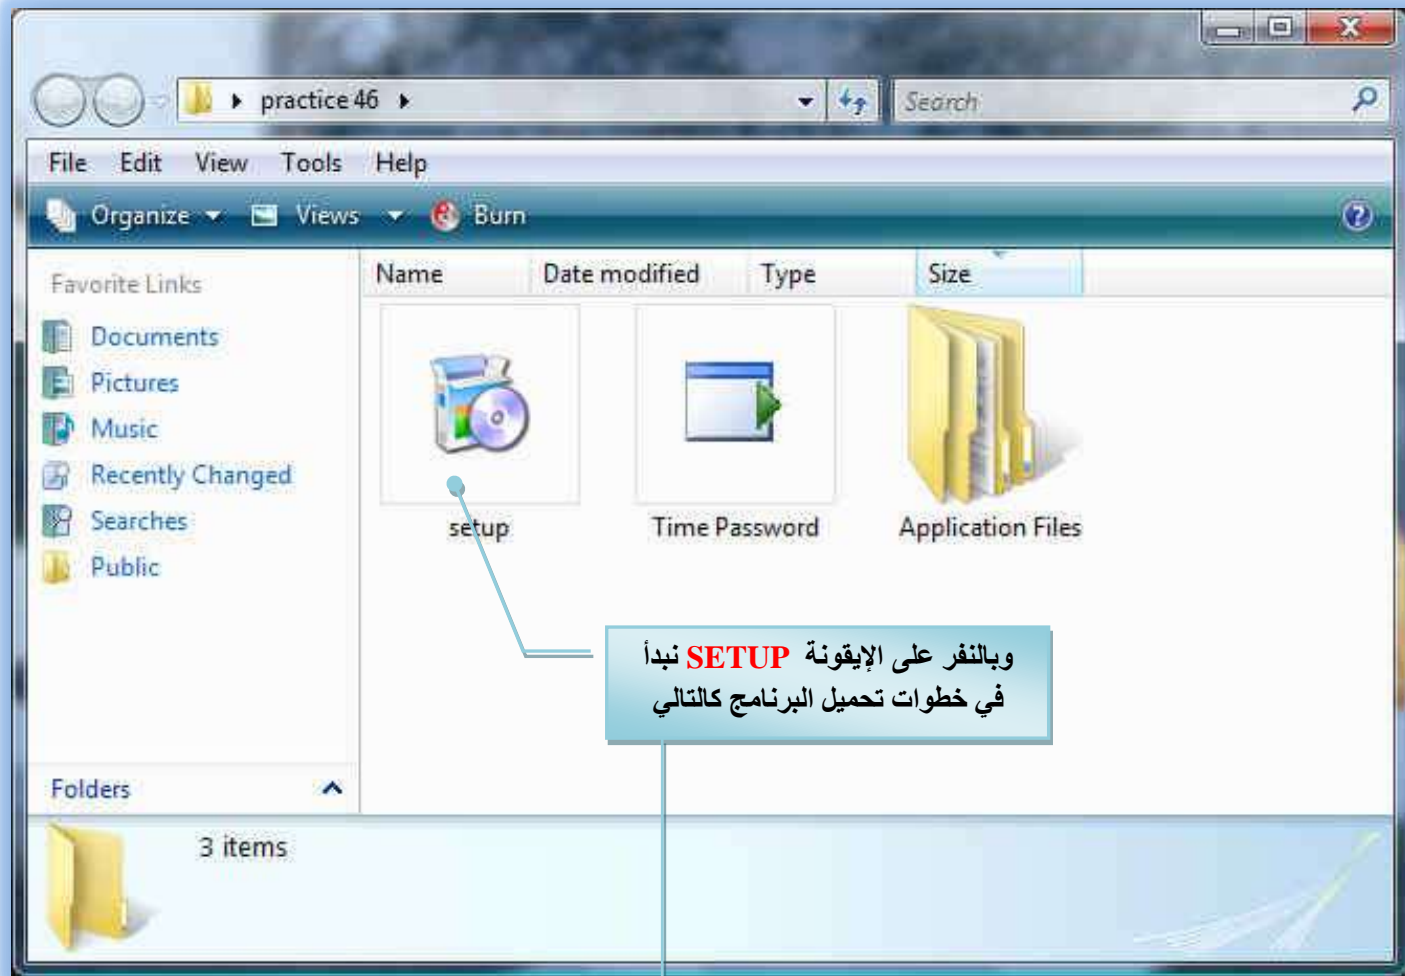 practice 46
Search
File Edit View Tools Help
Organize Views Burn
Favorite Links
Documents
Pictures
Music
Recently Changed
Searches
Public
Folders
Name Date modified Type Size
setup
Time Password
Application Files
وبالنفر على الإيقونة SETUP نبدأ
في خطوات تحميل البرنامج كالتالي
3 items